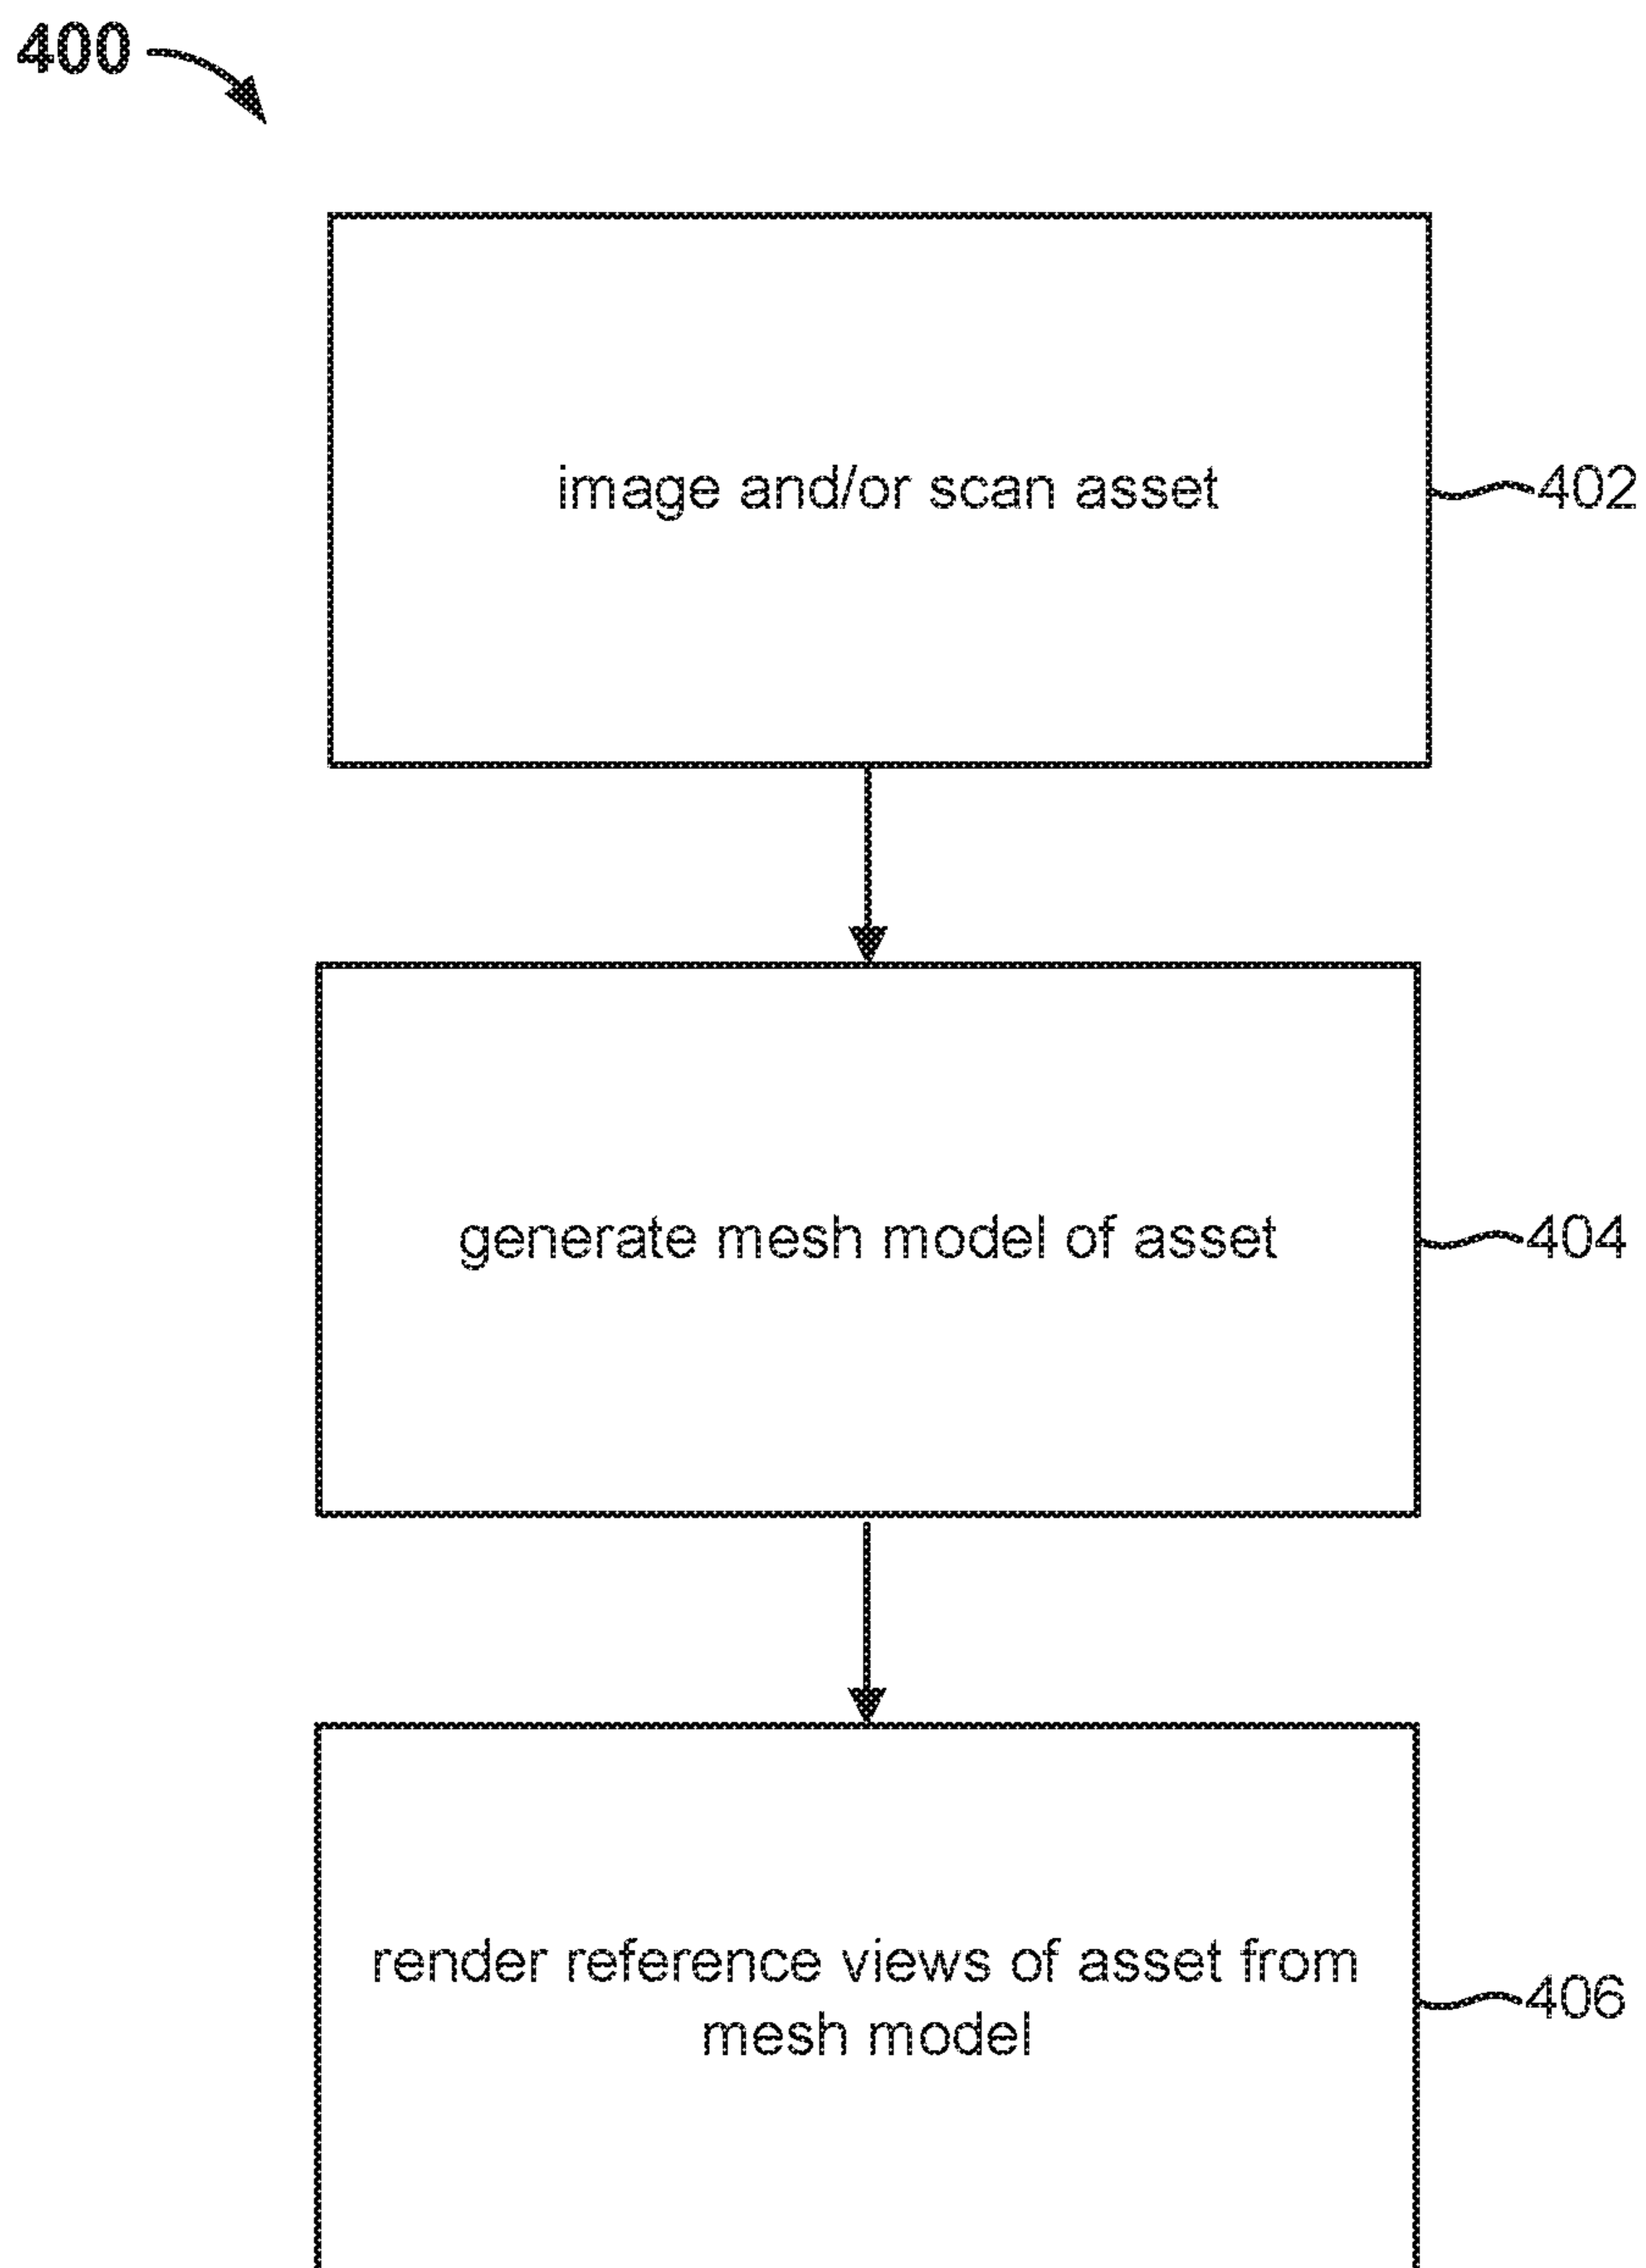 400
image and/or scan asset
402
generate mesh model of asset
404
render reference views of asset from
mesh model
406